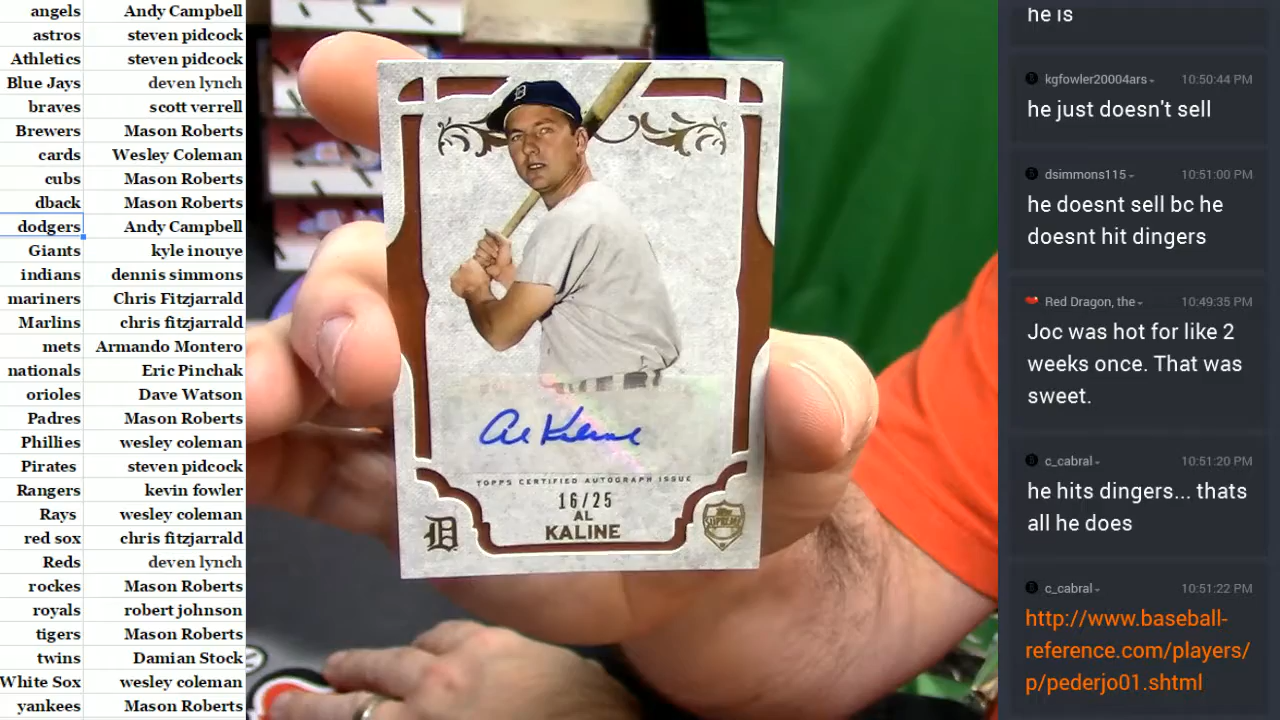 angels Andy Campbell
astros steven pidcock
Athletics steven pidcock
Blue Jays deven lynch
braves scott verrell
Brewers Mason Roberts
cards Wesley Coleman
cubs Mason Roberts
dback Mason Roberts
dodgers Andy Campbell
Giants kyle inouye
indians dennis simmons
mariners Chris Fitzjarrald
Marlins chris fitzjarrald
mets Armando Montero
nationals Eric Pinchak
orioles Dave Watson
Padres Mason Roberts
Phillies wesley coleman
Pirates steven pidcock
Rangers kevin fowler
Rays wesley coleman
red sox chris fitzjarrald
Reds deven lynch
rockes Mason Roberts
royals robert johnson
tigers Mason Roberts
twins Damian Stock
White Sox wesley coleman
yankees Mason Roberts
D
Al Kaline
TOPPS CERTIFIED AUTOGRAPH ISSUE
16/25
AL
KALINE
D
SUPREME
he is
kgfowler20004ars 10:50:44 PM
he just doesn't sell
dsimmons115 10:51:00 PM
he doesnt sell bc he
doesnt hit dingers
Red Dragon, the 10:49:35 PM
Joc was hot for like 2
weeks once. That was
sweet.
c_cabral 10:51:20 PM
he hits dingers... thats
all he does
c_cabral 10:51:22 PM
http://www.baseball-
reference.com/players/
p/pederjo01.shtml